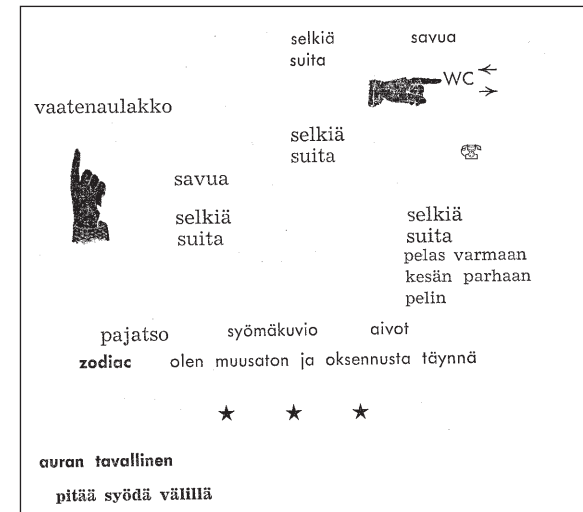 selkiä savua
suita
WC
vaatenaulakko
selkiä
suita
savua
selkiä
suita
selkiä
suita
pelas varmaan
kesän parhaan
pelin
pajatso syömäkuvio aivot
zodiac olen muusaton ja oksennusta täynnä
auran tavallinen
pitää syödä välillä